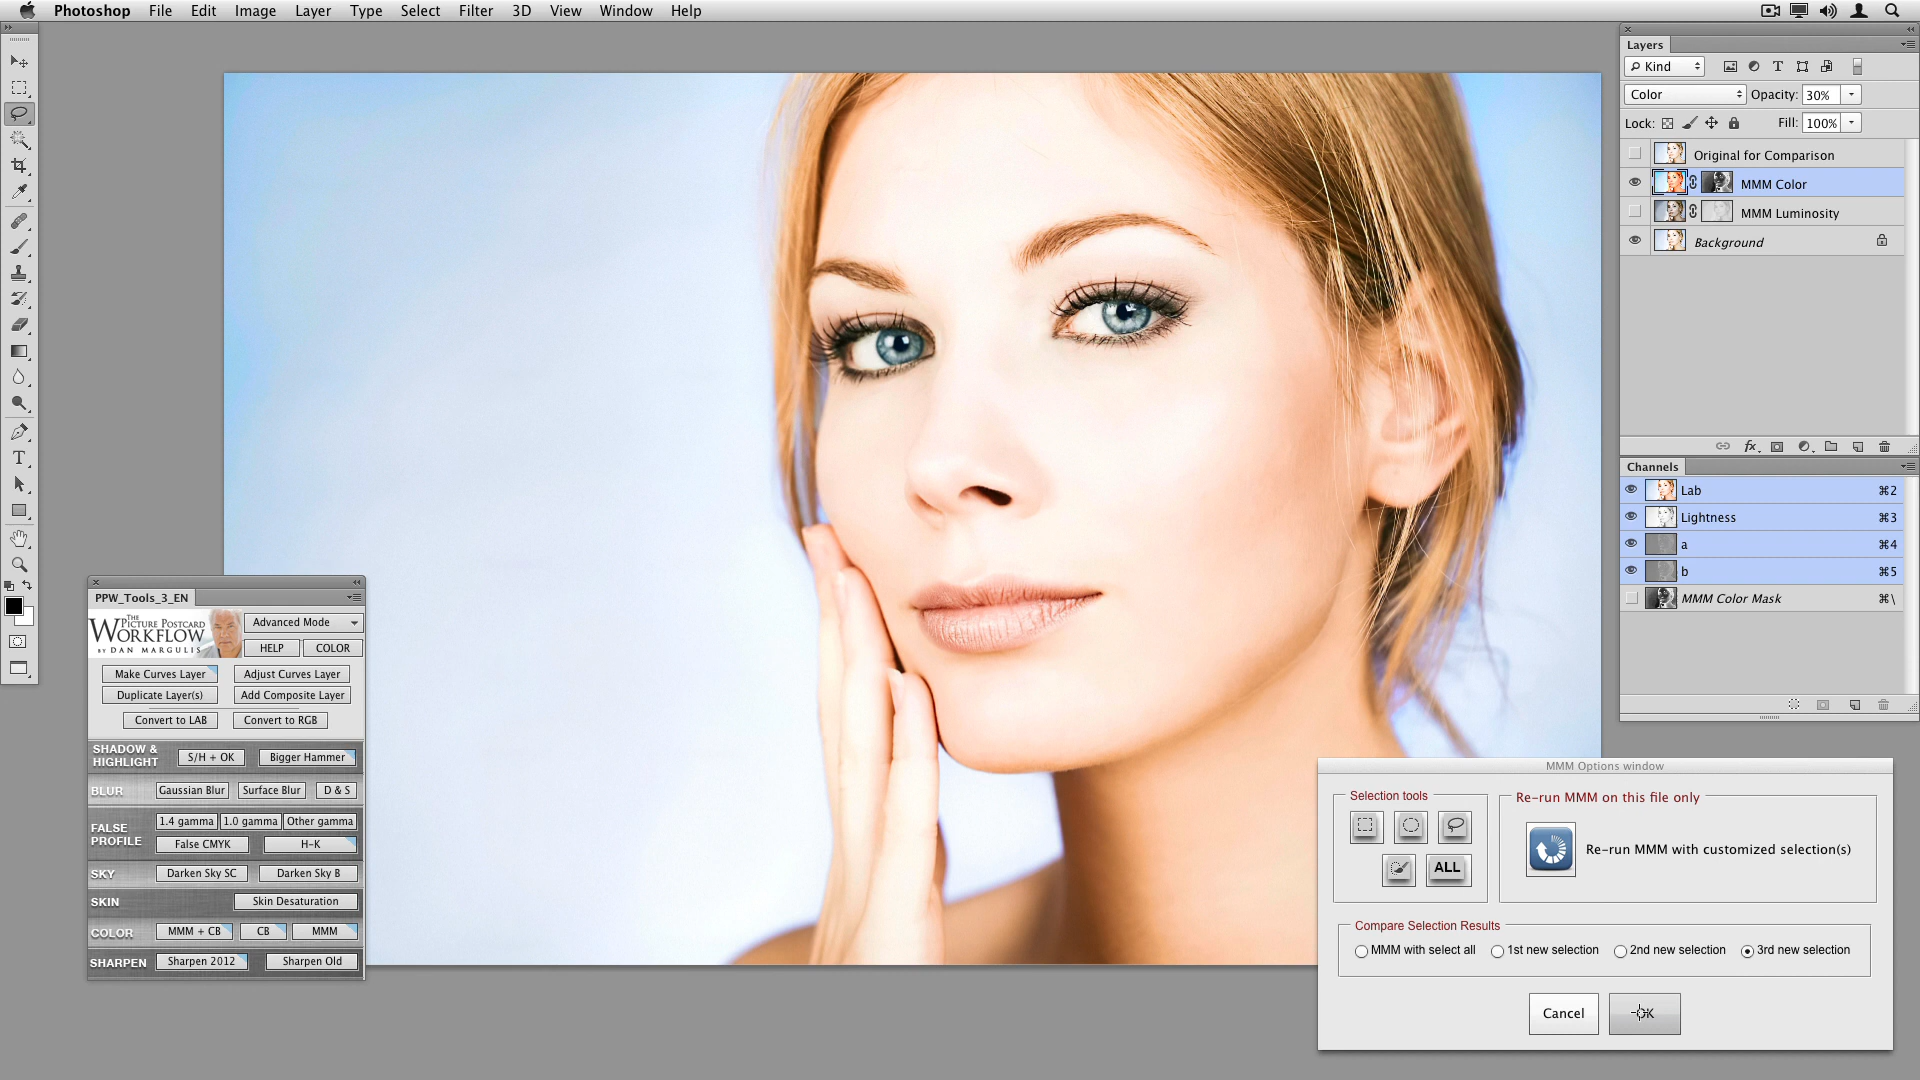 Photoshop File Edit Image Layer Type Select Filter 3D View Window Help
Layers
Kind
Color Opacity: 30%
Lock: Fill: 100%
Original for Comparison
MMM Color
MMM Luminosity
Background
fx
Channels
Lab ⌘2
Lightness ⌘3
a ⌘4
b ⌘5
MMM Color Mask ⌘\
PPW_Tools_3_EN
THE
PICTURE POSTCARD
WORKFLOW
BY DAN MARGULIS
Advanced Mode
HELP COLOR
Make Curves Layer Adjust Curves Layer
Duplicate Layer(s) Add Composite Layer
Convert to LAB Convert to RGB
SHADOW &
HIGHLIGHT
S/H + OK Bigger Hammer
BLUR Gaussian Blur Surface Blur D & S
FALSE
PROFILE
1.4 gamma 1.0 gamma Other gamma
False CMYK H-K
SKY Darken Sky SC Darken Sky B
SKIN Skin Desaturation
COLOR MMM + CB CB MMM
SHARPEN Sharpen 2012 Sharpen Old
MMM Options window
Selection tools
ALL
Re-run MMM on this file only
Re-run MMM with customized selection(s)
Compare Selection Results
MMM with select all 1st new selection 2nd new selection 3rd new selection
Cancel OK